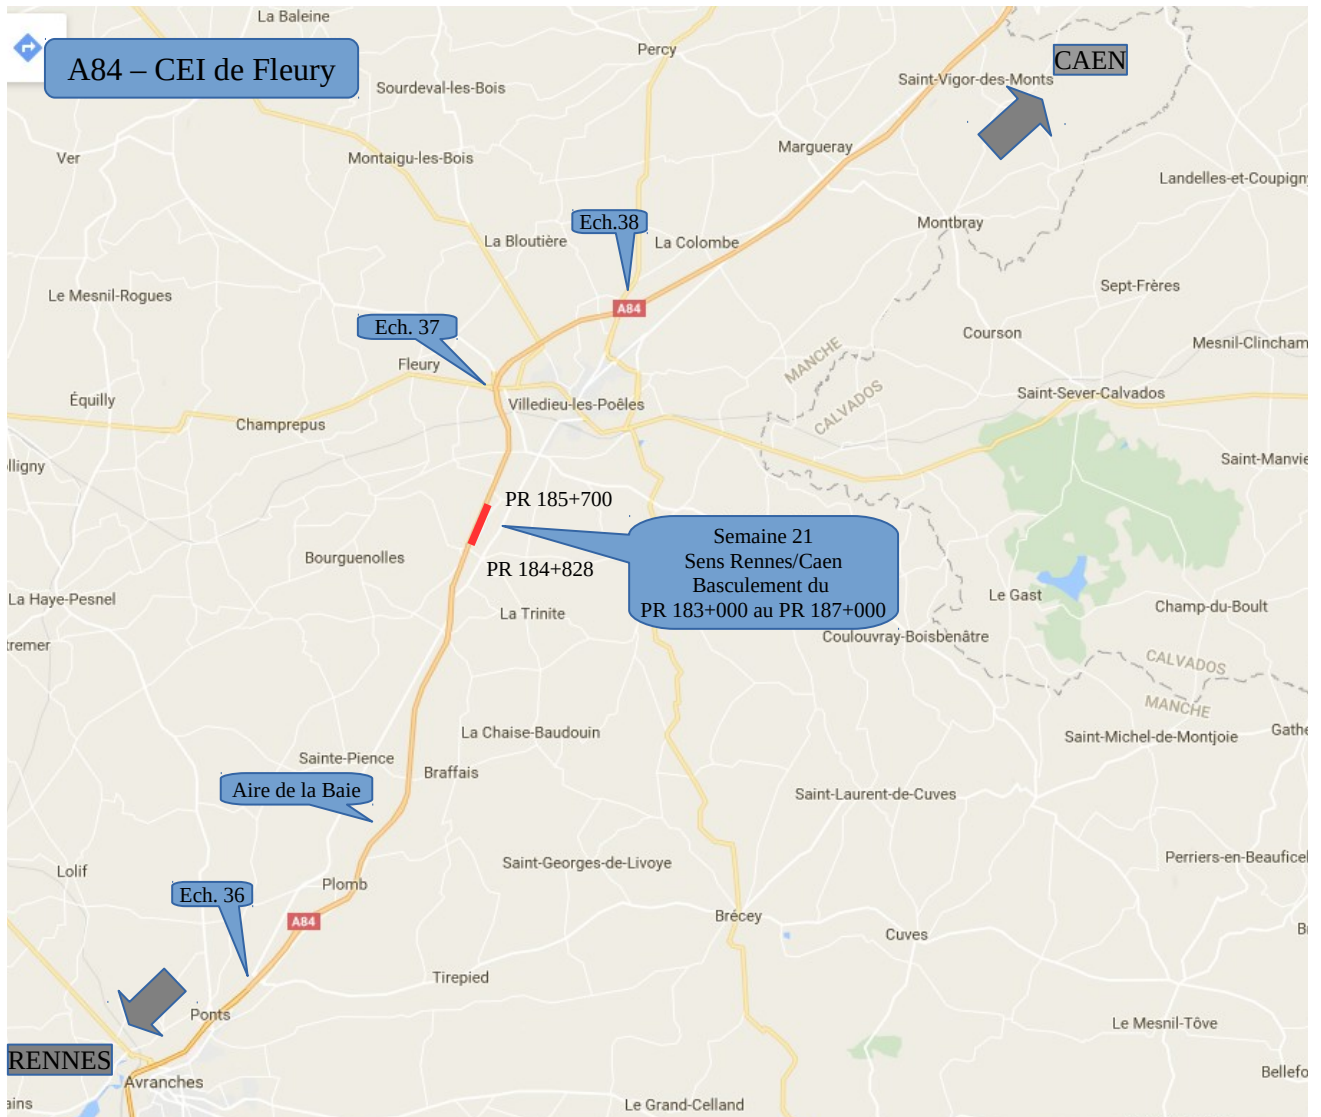 La Baleine
Percy
CAEN
A84 – CEI de Fleury
Saint-Vigor-des-Monts
Sourdeval-les-Bois
Margueray
Ver
Montaigu-les-Bois
Landelles-et-Coupign
Ech.38
Montbray
La Bloutière
La Colombe
Sept-Frères
Le Mesnil-Rogues
A84
Ech. 37
Courson
Mesnil-Clincham
MANCHE
Fleury
CALVADOS
Saint-Sever-Calvados
Équilly
Villedieu-les-Poêles
Champrepus
lligny
Saint-Manvie
PR 185+700
Semaine 21
Sens Rennes/Caen
Basculement du
PR 183+000 au PR 187+000
Bourguenolles
PR 184+828
Le Gast
La Haye-Pesnel
La Trinite
Champ-du-Boult
Coulouvray-Boisbenâtre
tremer
CALVADOS
MANCHE
La Chaise-Baudouin
Saint-Michel-de-Montjoie
Gathe
Sainte-Pience
Braffais
Aire de la Baie
Saint-Laurent-de-Cuves
Saint-Georges-de-Livoye
Perriers-en-Beauficel
Lolif
Plomb
Ech. 36
A84
Brécey
Cuves
B
Tirepied
Ponts
Le Mesnil-Tôve
RENNES
Bellefo
Avranches
ains
Le Grand-Celland